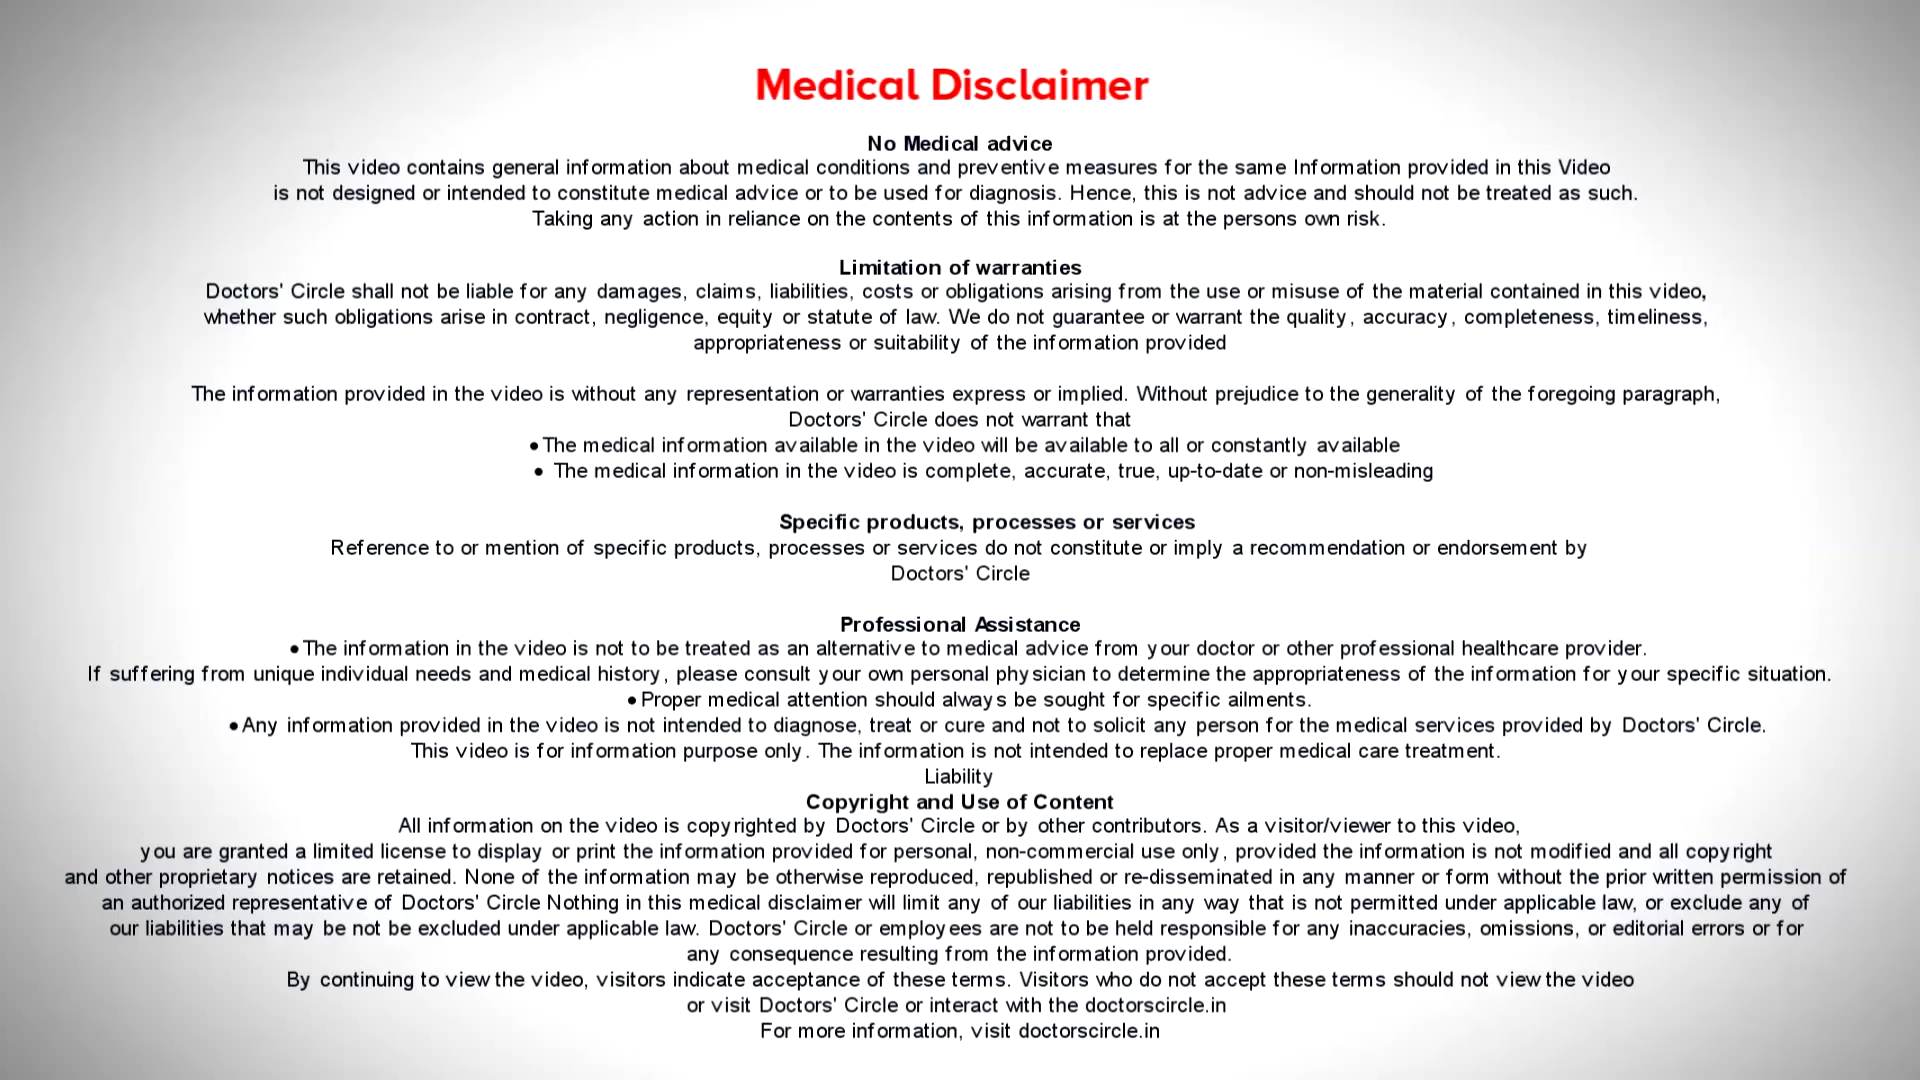 Medical Disclaimer
No Medical advice
This video contains general information about medical conditions and preventive measures for the same Information provided in this Video
is not designed or intended to constitute medical advice or to be used for diagnosis. Hence, this is not advice and should not be treated as such.
Taking any action in reliance on the contents of this information is at the persons own risk.
Limitation of warranties
Doctors' Circle shall not be liable for any damages, claims, liabilities, costs or obligations arising from the use or misuse of the material contained in this video,
whether such obligations arise in contract, negligence, equity or statute of law. We do not guarantee or warrant the quality, accuracy, completeness, timeliness,
appropriateness or suitability of the information provided
The information provided in the video is without any representation or warranties express or implied. Without prejudice to the generality of the foregoing paragraph,
Doctors' Circle does not warrant that
• The medical information available in the video will be available to all or constantly available
• The medical information in the video is complete, accurate, true, up-to-date or non-misleading
Specific products, processes or services
Reference to or mention of specific products, processes or services do not constitute or imply a recommendation or endorsement by
Doctors' Circle
Professional Assistance
• The information in the video is not to be treated as an alternative to medical advice from your doctor or other professional healthcare provider.
If suffering from unique individual needs and medical history, please consult your own personal physician to determine the appropriateness of the information for your specific situation.
• Proper medical attention should always be sought for specific ailments.
• Any information provided in the video is not intended to diagnose, treat or cure and not to solicit any person for the medical services provided by Doctors' Circle.
This video is for information purpose only. The information is not intended to replace proper medical care treatment.
Liability
Copyright and Use of Content
All information on the video is copyrighted by Doctors' Circle or by other contributors. As a visitor/viewer to this video,
you are granted a limited license to display or print the information provided for personal, non-commercial use only, provided the information is not modified and all copyright
and other proprietary notices are retained. None of the information may be otherwise reproduced, republished or re-disseminated in any manner or form without the prior written permission of
an authorized representative of Doctors' Circle Nothing in this medical disclaimer will limit any of our liabilities in any way that is not permitted under applicable law, or exclude any of
our liabilities that may be not be excluded under applicable law. Doctors' Circle or employees are not to be held responsible for any inaccuracies, omissions, or editorial errors or for
any consequence resulting from the information provided.
By continuing to view the video, visitors indicate acceptance of these terms. Visitors who do not accept these terms should not view the video
or visit Doctors' Circle or interact with the doctorscircle.in
For more information, visit doctorscircle.in